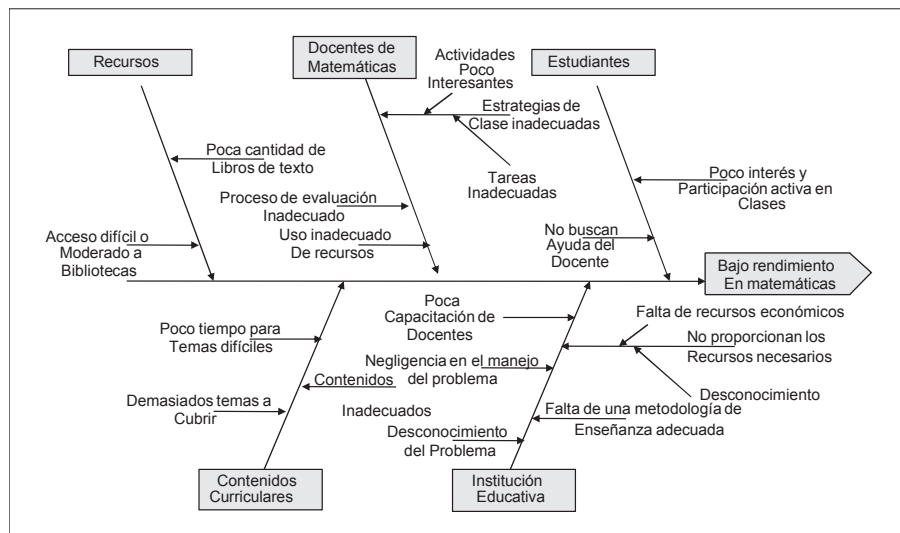 Recursos
Docentes de
Matemáticas
Actividades
Poco
Interesantes
Estudiantes
Estrategias de
Clase inadecuadas
Poca cantidad de
Libros de texto
Tareas
Inadecuadas
Poco interés y
Participación activa en
Clases
Proceso de evaluación
Inadecuado
Uso inadecuado
De recursos
No buscan
Ayuda del
Docente
Acceso difícil o
Moderado a
Bibliotecas
Bajo rendimiento
En matemáticas
Poca
Capacitación de
Docentes
Falta de recursos económicos
Poco tiempo para
Temas difíciles
No proporcionan los
Recursos necesarios
Negligencia en el manejo
del problema
Contenidos
Desconocimiento
Demasiados temas a
Cubrir
Inadecuados
Falta de una metodología de
Enseñanza adecuada
Desconocimiento
del Problema
Contenidos
Curriculares
Institución
Educativa